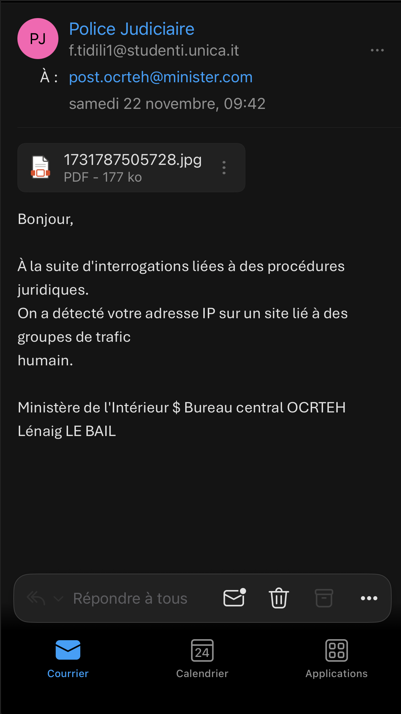 PJ
Police Judiciaire
f.tidili1@studenti.unica.it
À : post.ocrteh@minister.com
samedi 22 novembre, 09:42
1731787505728.jpg
PDF - 177 ko
Bonjour,
À la suite d'interrogations liées à des procédures
juridiques.
On a détecté votre adresse IP sur un site lié à des
groupes de trafic
humain.
Ministère de l'Intérieur $ Bureau central OCRTEH
Lénaig LE BAIL
Répondre à tous
24
Courrier
Calendrier
Applications